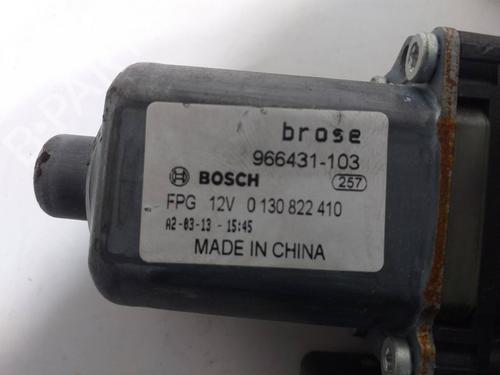 brose
966431-103
BOSCH 257
FPG 12V 0 130 822 410
A2-03-13 - 15:45
MADE IN CHINA